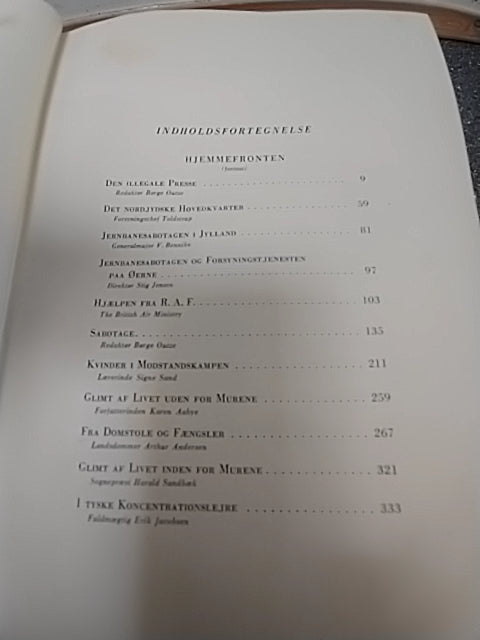 INDHOLDSFORTEGNELSE
HJEMMEFRONTEN
(fortsat)
DEN ILLEGALE PRESSE 9
Redaktør Børge Outze
DET NORDJYDSKE HOVEDKVARTER 59
Forsyningschef Toldstrup
JERNBANESABOTAGEN I JYLLAND 81
Generalmajor V. Bennike
JERNBANESABOTAGEN OG FORSYNINGSTJENESTEN
PAA ØERNE 97
Direktør Stig Jensen
HJÆLPEN FRA R. A. F. 103
The British Air Ministry
SABOTAGE 135
Redaktør Børge Outze
KVINDER I MODSTANDSKAMPEN 211
Lærerinde Signe Sand
GLIMT AF LIVET UDEN FOR MURENE 259
Forfatterinden Karen Aabye
FRA DOMSTOLE OG FÆNGSLER 267
Landsdommer Arthur Andersen
GLIMT AF LIVET INDEN FOR MURENE 321
Sognepræst Harald Sandbæk
I TYSKE KONCENTRATIONSLEJRE 333
Fuldmægtig Erik Jacobsen